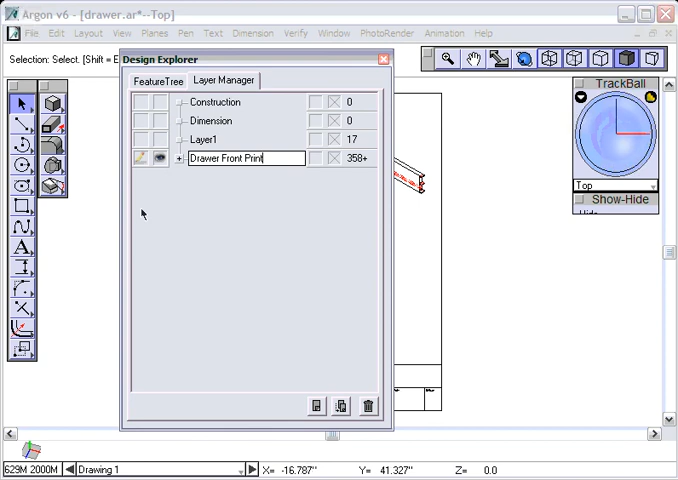 Argon v6 - [drawer.ar*--Top]
File Edit Layout View Planes Pen Text Dimension Verify PhotoRender Animation Window Help
Selection: Select. [Shift = E
Design Explorer
FeatureTree Layer Manager
Construction 0
Dimension 0
Layer1 17
Drawer Front Print 358+
TrackBall
Top
Show-Hide
629M 2000M Drawing 1 X= -16.787" Y= 41.327" Z= 0.0